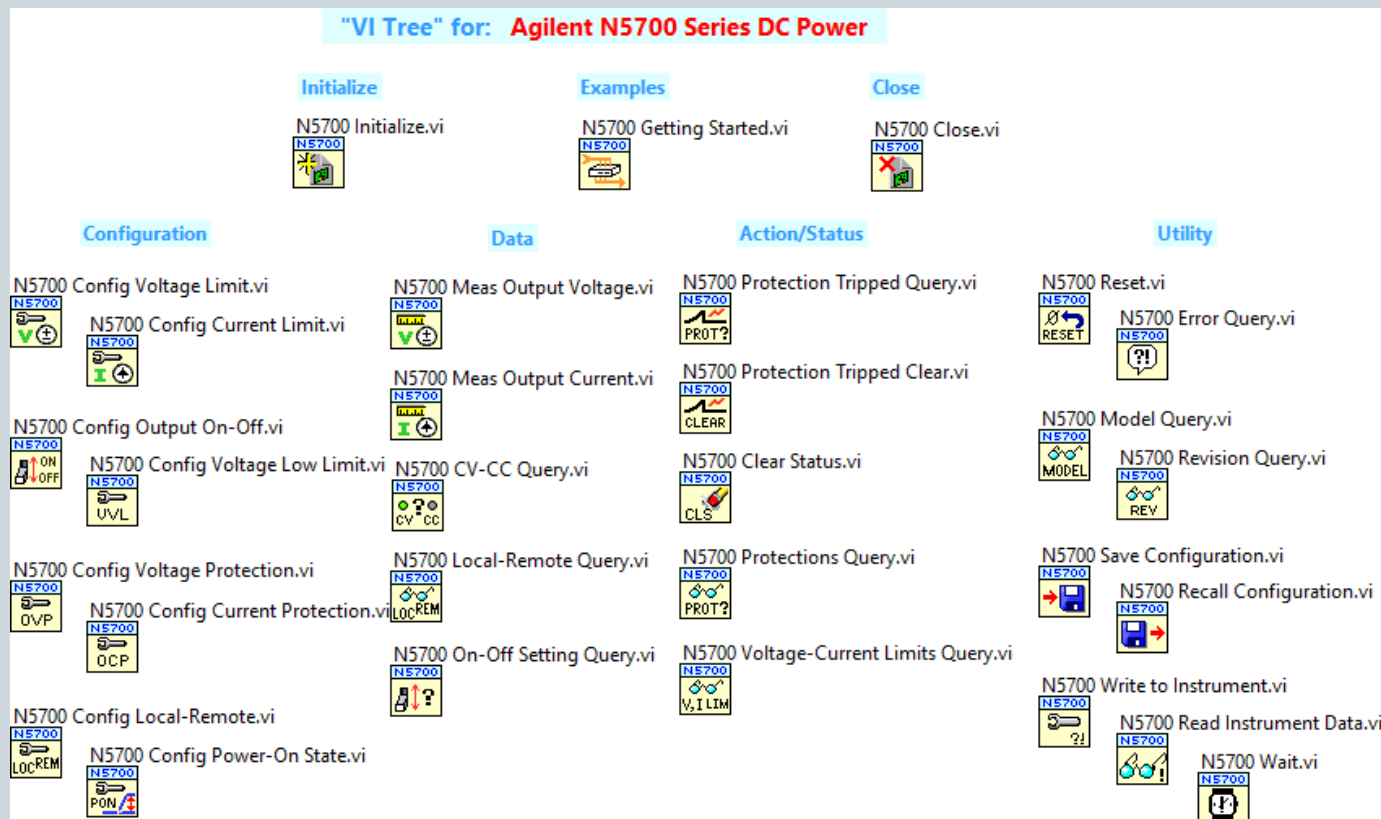 "VI Tree" for: Agilent N5700 Series DC Power
Initialize
N5700 Initialize.vi
N5700
Examples
N5700 Getting Started.vi
N5700
Close
N5700 Close.vi
N5700
Configuration
N5700 Config Voltage Limit.vi
N5700
V
N5700 Config Current Limit.vi
N5700
I
N5700 Config Output On-Off.vi
N5700
ON
OFF
N5700 Config Voltage Low Limit.vi
N5700
UVL
N5700 Config Voltage Protection.vi
N5700
OVP
N5700 Config Current Protection.vi
N5700
OCP
N5700 Config Local-Remote.vi
N5700
LOC REM
N5700 Config Power-On State.vi
N5700
PON
Data
N5700 Meas Output Voltage.vi
N5700
V
N5700 Meas Output Current.vi
N5700
I
N5700 CV-CC Query.vi
N5700
?
CV CC
N5700 Local-Remote Query.vi
N5700
LOC REM
N5700 On-Off Setting Query.vi
N5700
?
Action/Status
N5700 Protection Tripped Query.vi
N5700
PROT?
N5700 Protection Tripped Clear.vi
N5700
CLEAR
N5700 Clear Status.vi
N5700
CLS
N5700 Protections Query.vi
N5700
PROT?
N5700 Voltage-Current Limits Query.vi
N5700
V,I LIM
Utility
N5700 Reset.vi
N5700
RESET
N5700 Error Query.vi
N5700
?!
N5700 Model Query.vi
N5700
MODEL
N5700 Revision Query.vi
N5700
REV
N5700 Save Configuration.vi
N5700
N5700 Recall Configuration.vi
N5700
N5700 Write to Instrument.vi
N5700
?!
N5700 Read Instrument Data.vi
N5700
!
N5700 Wait.vi
N5700